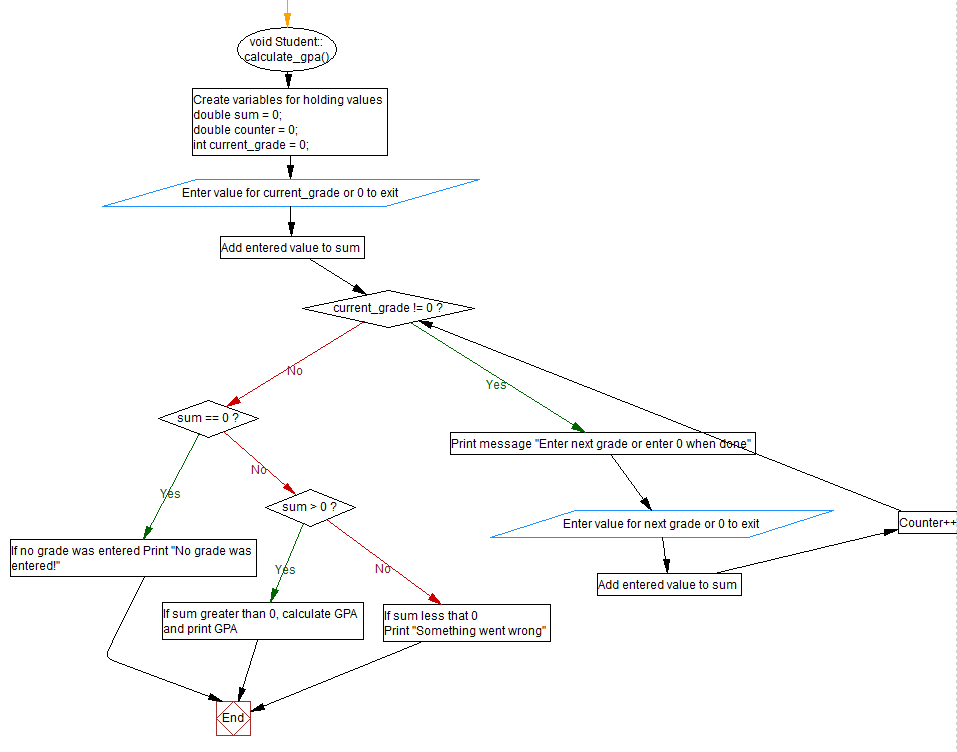 void Student::
calculate_gpa()
Create variables for holding values
double sum = 0;
double counter = 0;
int current_grade = 0;
Enter value for current_grade or 0 to exit
Add entered value to sum
current_grade != 0 ?
No
Yes
sum == 0 ?
Print message "Enter next grade or enter 0 when done"
No
Yes
sum > 0 ?
Enter value for next grade or 0 to exit
Counter++
If no grade was entered Print "No grade was
entered!"
Yes
No
Add entered value to sum
If sum greater than 0, calculate GPA
and print GPA
If sum less that 0
Print "Something went wrong"
End